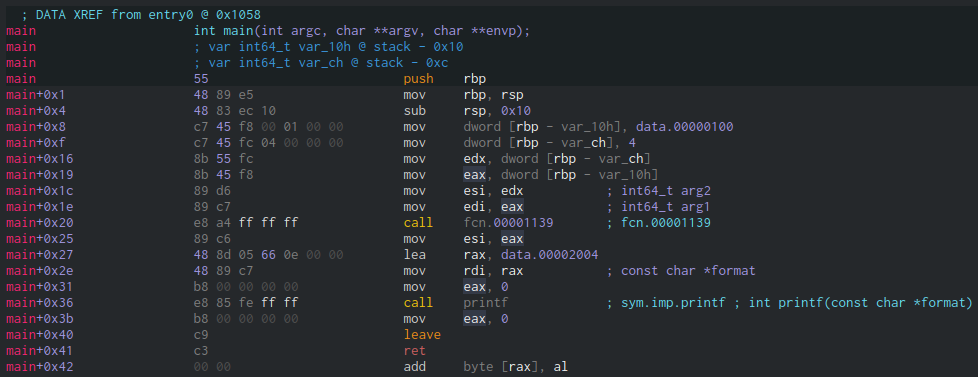 ; DATA XREF from entry0 @ 0x1058
main int main(int argc, char **argv, char **envp);
main ; var int64_t var_10h @ stack - 0x10
main ; var int64_t var_ch @ stack - 0xc
main 55 push rbp
main+0x1 48 89 e5 mov rbp, rsp
main+0x4 48 83 ec 10 sub rsp, 0x10
main+0x8 c7 45 f8 00 01 00 00 mov dword [rbp - var_10h], data.00000100
main+0xf c7 45 fc 04 00 00 00 mov dword [rbp - var_ch], 4
main+0x16 8b 55 fc mov edx, dword [rbp - var_ch]
main+0x19 8b 45 f8 mov eax, dword [rbp - var_10h]
main+0x1c 89 d6 mov esi, edx ; int64_t arg2
main+0x1e 89 c7 mov edi, eax ; int64_t arg1
main+0x20 e8 a4 ff ff ff call fcn.00001139 ; fcn.00001139
main+0x25 89 c6 mov esi, eax
main+0x27 48 8d 05 66 0e 00 00 lea rax, data.00002004
main+0x2e 48 89 c7 mov rdi, rax ; const char *format
main+0x31 b8 00 00 00 00 mov eax, 0
main+0x36 e8 85 fe ff ff call printf ; sym.imp.printf ; int printf(const char *format)
main+0x3b b8 00 00 00 00 mov eax, 0
main+0x40 c9 leave
main+0x41 c3 ret
main+0x42 00 00 add byte [rax], al